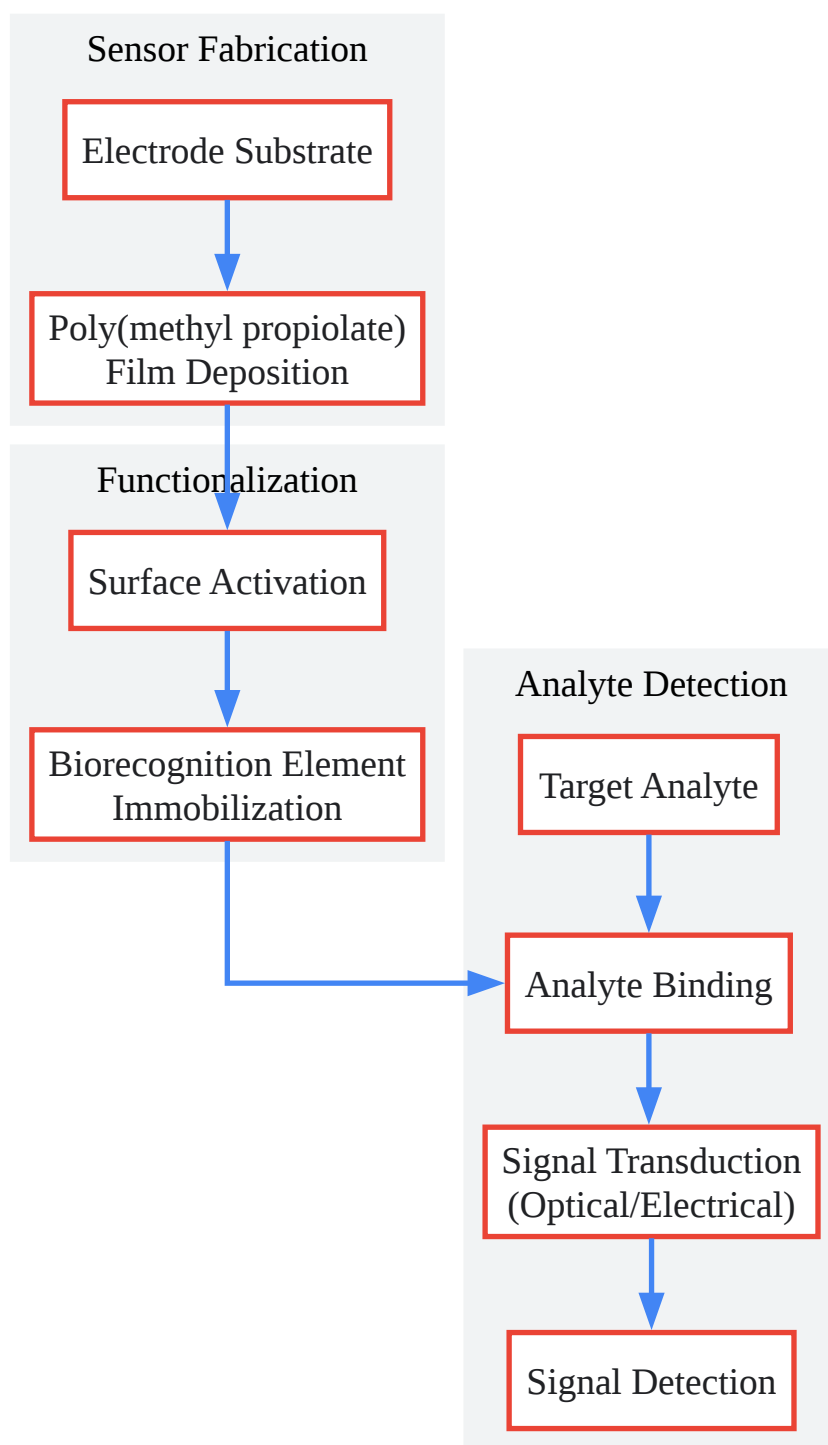 Sensor Fabrication
Electrode Substrate
Poly(methyl propiolate)
Film Deposition
Functionalization
Surface Activation
Biorecognition Element
Immobilization
Analyte Detection
Target Analyte
Analyte Binding
Signal Transduction
(Optical/Electrical)
Signal Detection